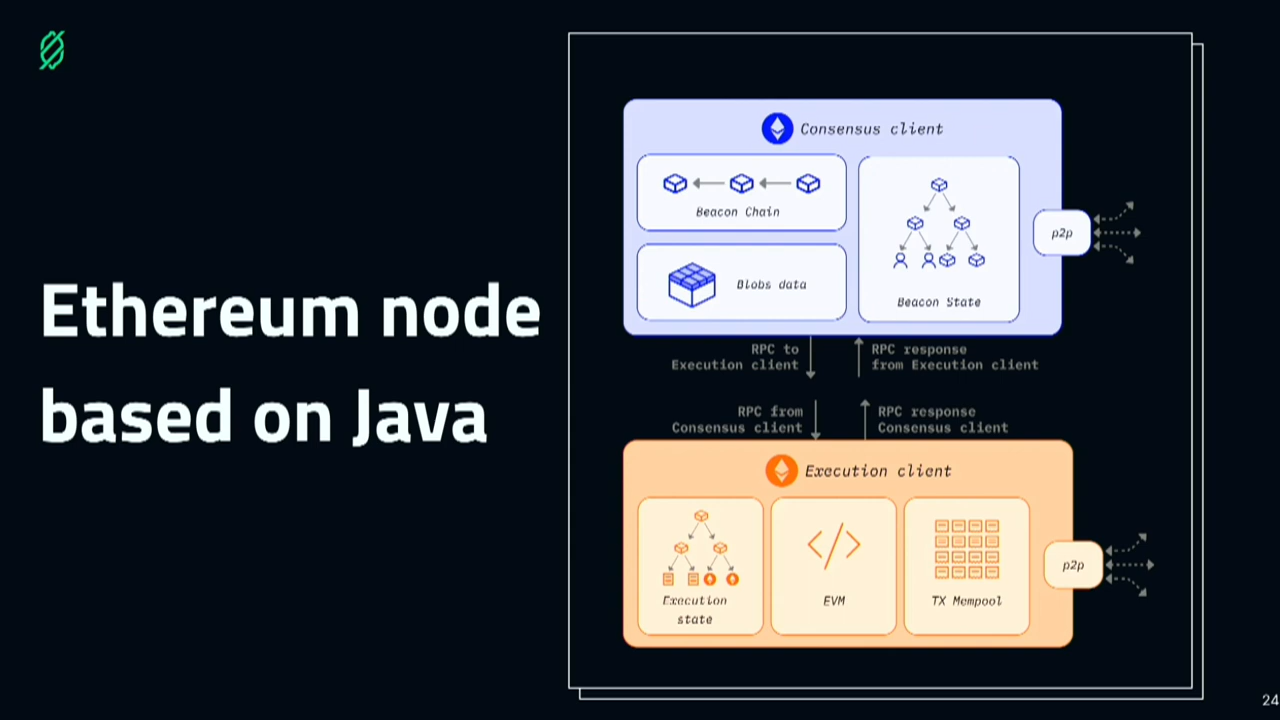 Ethereum node
based on Java
Consensus client
Beacon Chain
Blobs data
Beacon State
p2p
RPC to
Execution client
RPC response
from Execution client
RPC from
Consensus client
RPC response
Consensus client
Execution client
Execution
state
EVM
TX Mempool
p2p
24